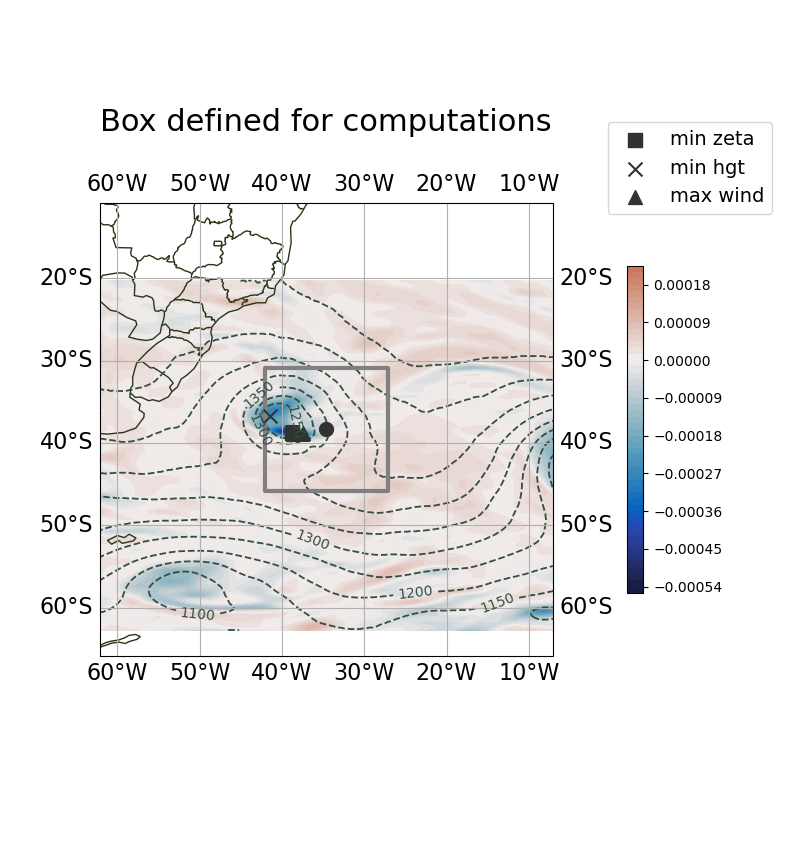 Box defined for computations
min zeta
min hgt
max wind
60°W 50°W 40°W 30°W 20°W 10°W
20°S 20°S
30°S 30°S
40°S 40°S
50°S 50°S
60°S 60°S
1350
1300
1300
1200
1150
1100
60°W 50°W 40°W 30°W 20°W 10°W
0.00018
0.00009
0.00000
−0.00009
−0.00018
−0.00027
−0.00036
−0.00045
−0.00054